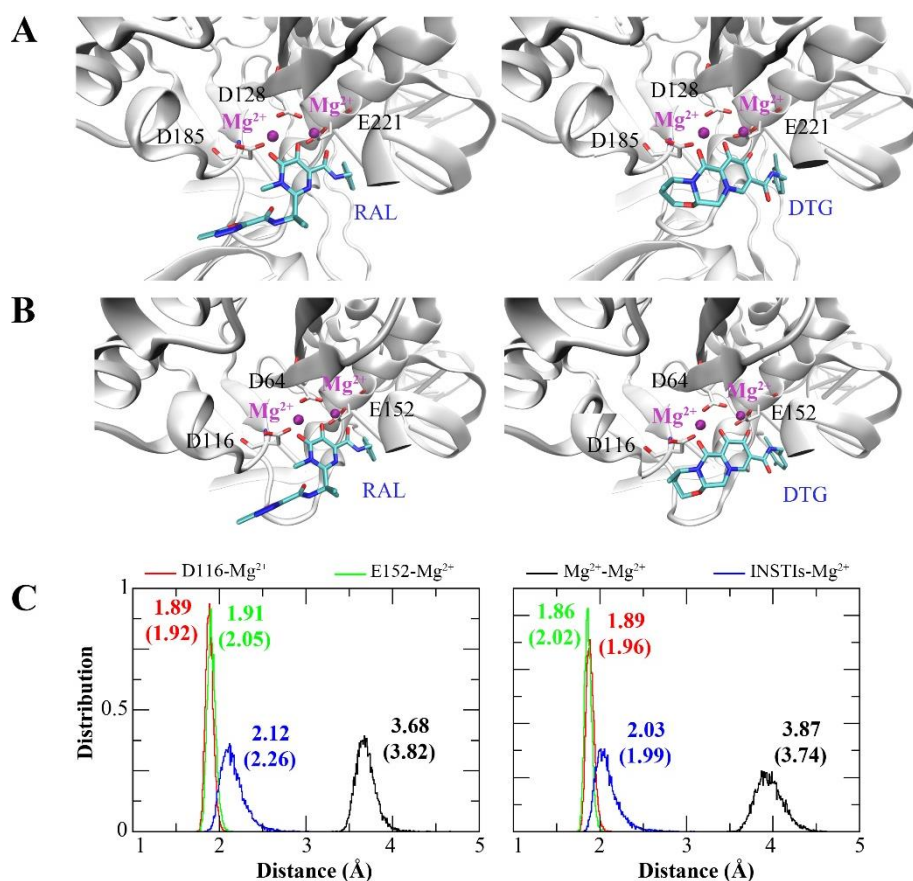 A
D128
Mg²⁺
Mg²⁺
D185
E221
RAL
D128
Mg²⁺
Mg²⁺
D185
E221
DTG
B
D64
Mg²⁺
Mg²⁺
D116
E152
RAL
D64
Mg²⁺
Mg²⁺
D116
E152
DTG
D116-Mg²⁺ E152-Mg²⁺ Mg²⁺-Mg²⁺ INSTIs-Mg²⁺
C
Distribution
1
0.5
0
1.89
(1.92)
1.91
(2.05)
2.12
(2.26)
3.68
(3.82)
1 2 3 4 5
Distance (Å)
1.86
(2.02)
1.89
(1.96)
2.03
(1.99)
3.87
(3.74)
1 2 3 4 5
Distance (Å)